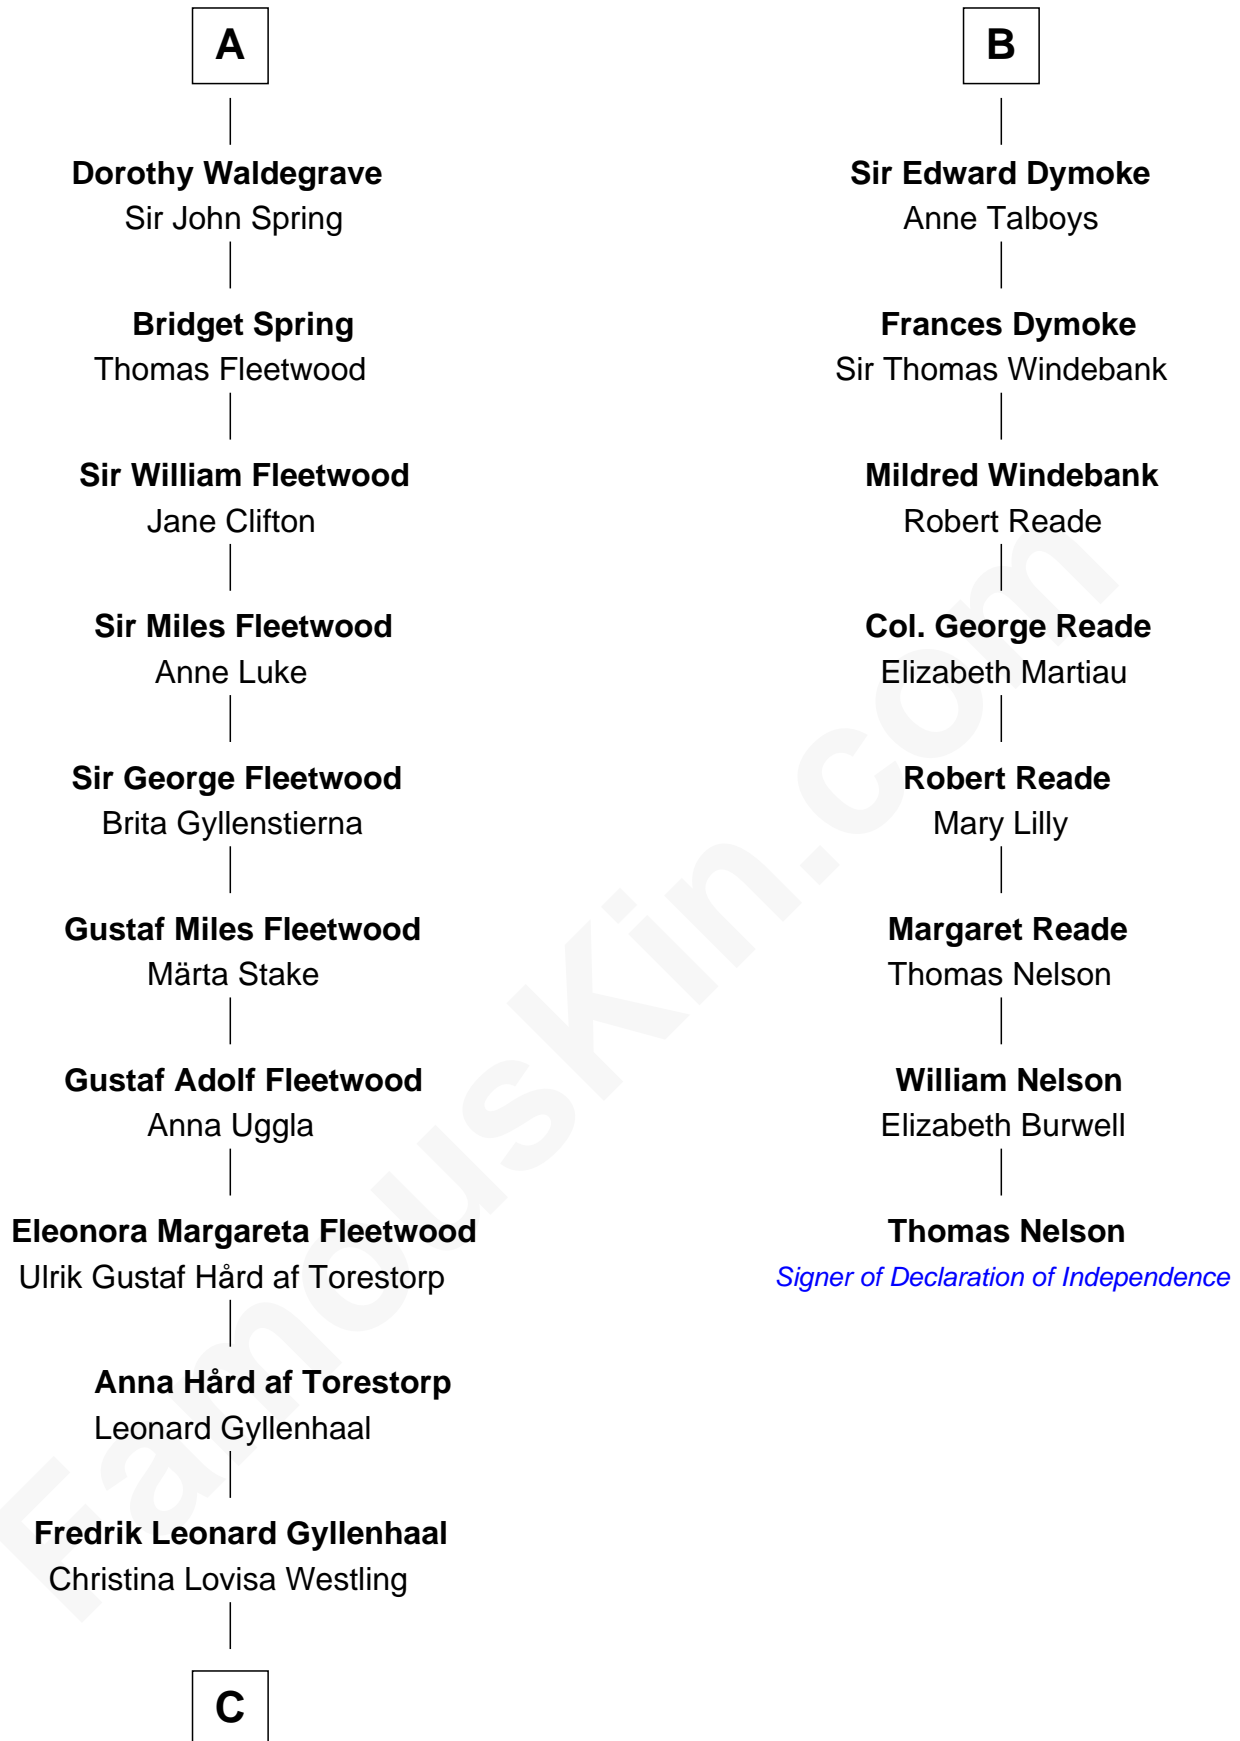 A
Dorothy Waldegrave
Sir John Spring
Bridget Spring
Thomas Fleetwood
Sir William Fleetwood
Jane Clifton
Sir Miles Fleetwood
Anne Luke
Sir George Fleetwood
Brita Gyllenstierna
Gustaf Miles Fleetwood
Märta Stake
Gustaf Adolf Fleetwood
Anna Uggla
Eleonora Margareta Fleetwood
Ulrik Gustaf Hård af Torestorp
Anna Hård af Torestorp
Leonard Gyllenhaal
Fredrik Leonard Gyllenhaal
Christina Lovisa Westling
C
B
Sir Edward Dymoke
Anne Talboys
Frances Dymoke
Sir Thomas Windebank
Mildred Windebank
Robert Reade
Col. George Reade
Elizabeth Martiau
Robert Reade
Mary Lilly
Margaret Reade
Thomas Nelson
William Nelson
Elizabeth Burwell
Thomas Nelson
Signer of Declaration of Independence
FamousKin.com